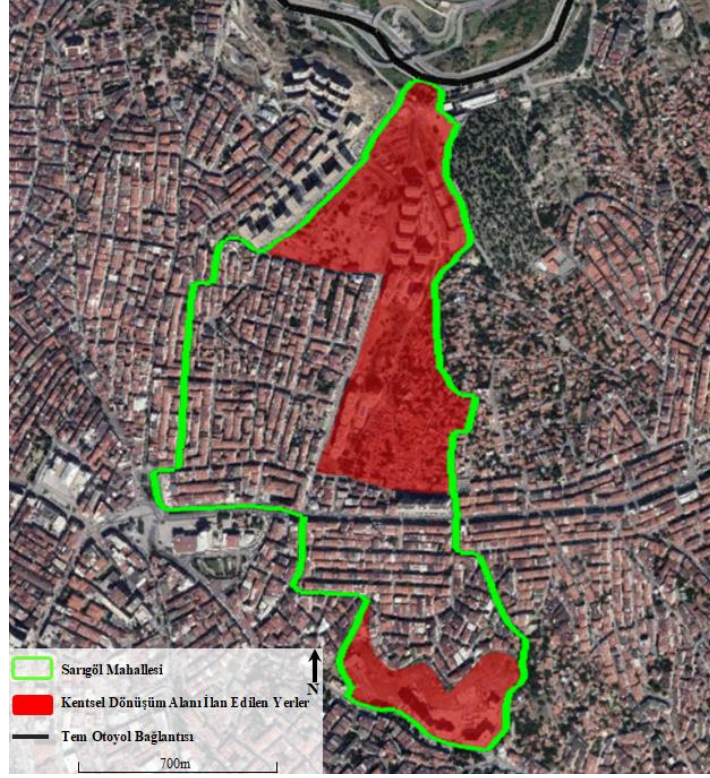 N
Sarıgöl Mahallesi
Kentsel Dönüşüm Alanı İlan Edilen Yerler
Tem Otoyol Bağlantısı
700m